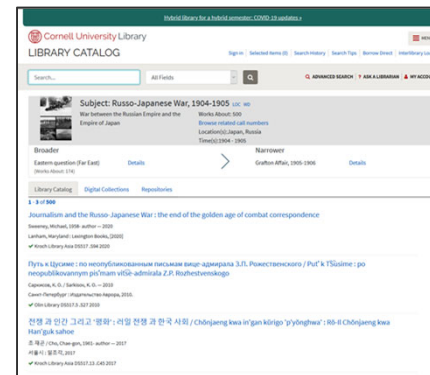 Hybrid library for a hybrid semester: COVID-19 updates »
Cornell University Library
LIBRARY CATALOG
Sign in | Selected Items (0) | Search History | Search Tips | Borrow Direct | Interlibrary Lo
Search...
All Fields
ADVANCED SEARCH | ? ASK A LIBRARIAN | MY ACCOU
Subject: Russo-Japanese War, 1904-1905 LOC WD
War between the Russian Empire and the
Empire of Japan
Works About: 500
Browse related call numbers
Location(s):Japan, Russia
Time(s):1904 - 1905
Broader
Narrower
Eastern question (Far East)
Details
Grafton Affair, 1905-1906
Details
(Works About: 174)
Library Catalog
Digital Collections
Repositories
1 - 3 of 500
Journalism and the Russo-Japanese War : the end of the golden age of combat correspondence
Sweeney, Michael, 1958- author — 2020
Lanham, Maryland : Lexington Books, [2020]
✓ Kroch Library Asia DS517 .S94 2020
Путь к Цусиме : по неопубликованным письмам вице-адмирала З.П. Рожественского / Put' k T͡Susime : po
neopublikovannym pisʹmam vit͡se-admirala Z.P. Rozhestvenskogo
Саркисов, К. О. / Sarkisov, K. O. — 2010
Санкт-Петербург : Издательство Аврора, 2010.
✓ Olin Library DS517.3 .S27 2010
전쟁 과 인간 그리고 '평화' : 러일 전쟁 과 한국 사회 / Chŏnjaeng kwa in'gan kŭrigo 'p'yŏnghwa' : Rŏ-Il Chŏnjaeng kwa
Han'guk sahoe
조 재곤 / Cho, Chae-gon, 1961- author — 2017
서울시 : 일조각, 2017
✓ Kroch Library Asia DS517.13 .C45 2017